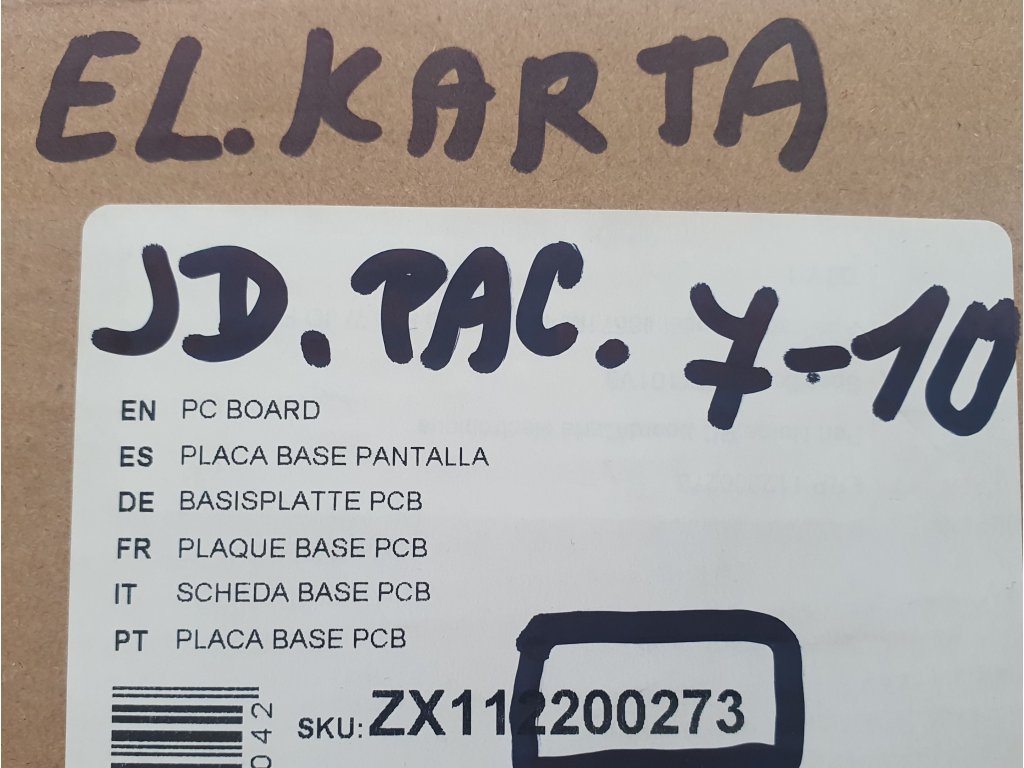 EL.KARTA
JD. PAC. 7-10
EN PC BOARD
ES PLACA BASE PANTALLA
DE BASISPLATTE PCB
FR PLAQUE BASE PCB
IT SCHEDA BASE PCB
PT PLACA BASE PCB
SKU: ZX112200273
042